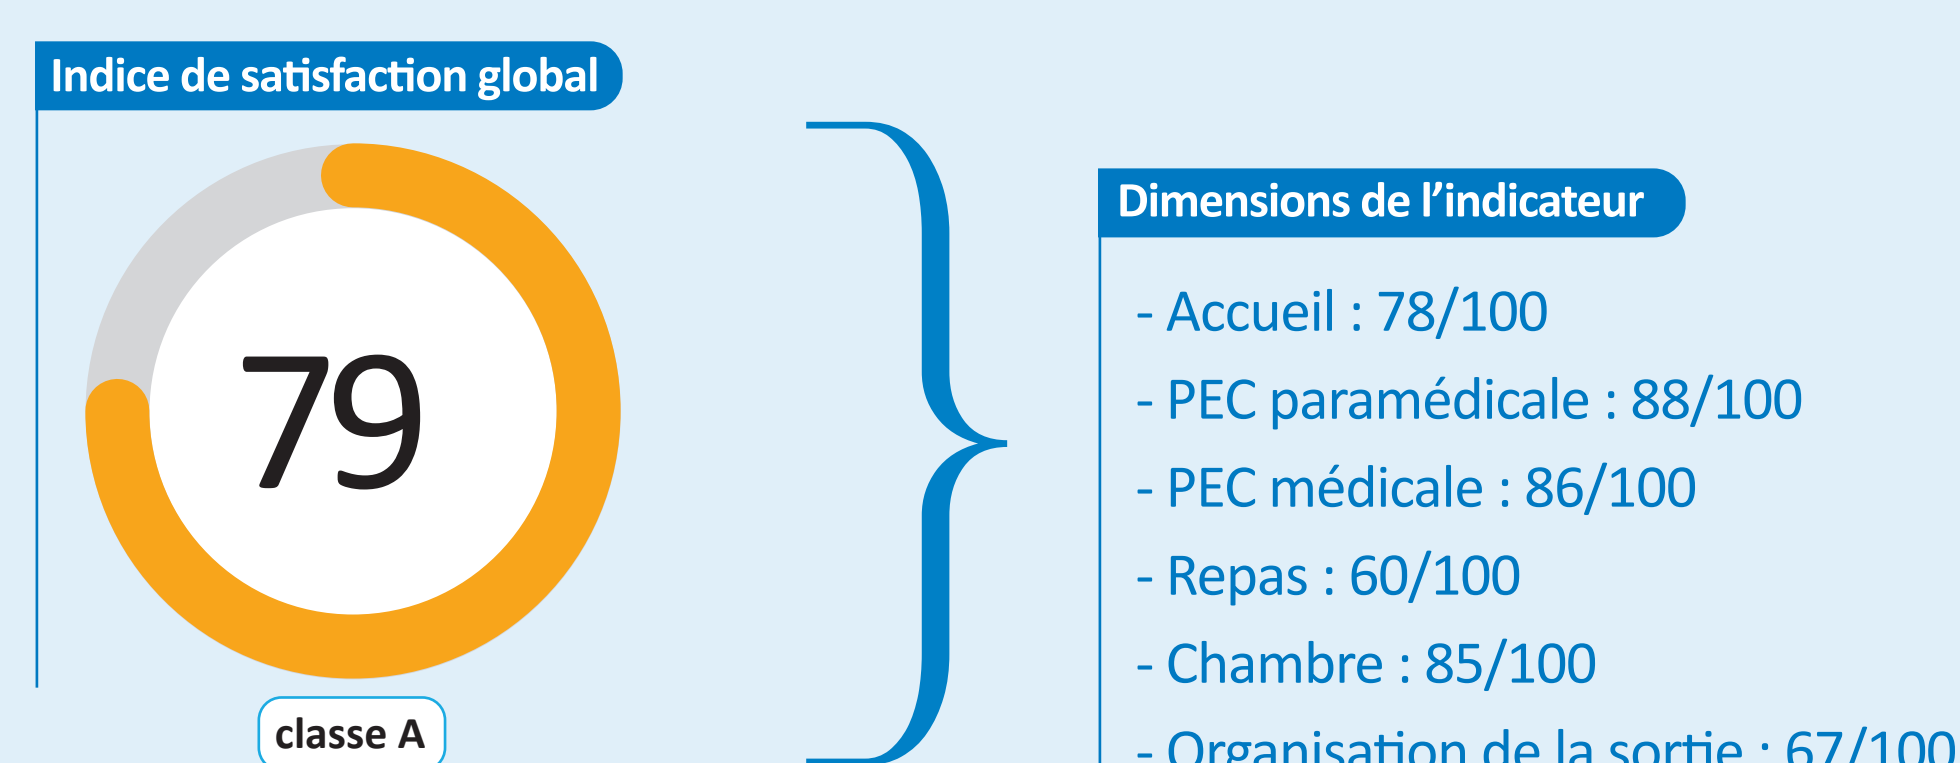 Indice de satisfaction global
79
classe A
Dimensions de l’indicateur
- Accueil : 78/100
- PEC paramédicale : 88/100
- PEC médicale : 86/100
- Repas : 60/100
- Chambre : 85/100
- Organisation de la sortie : 67/100